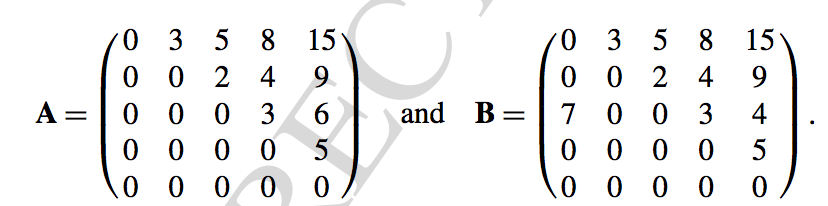 A = (0 3 5 8 15 and B = (0 3 5 8 15
0 0 2 4 9 0 0 2 4 9
0 0 0 3 6 7 0 0 3 4
0 0 0 0 5 0 0 0 0 5
0 0 0 0 0) 0 0 0 0 0) .